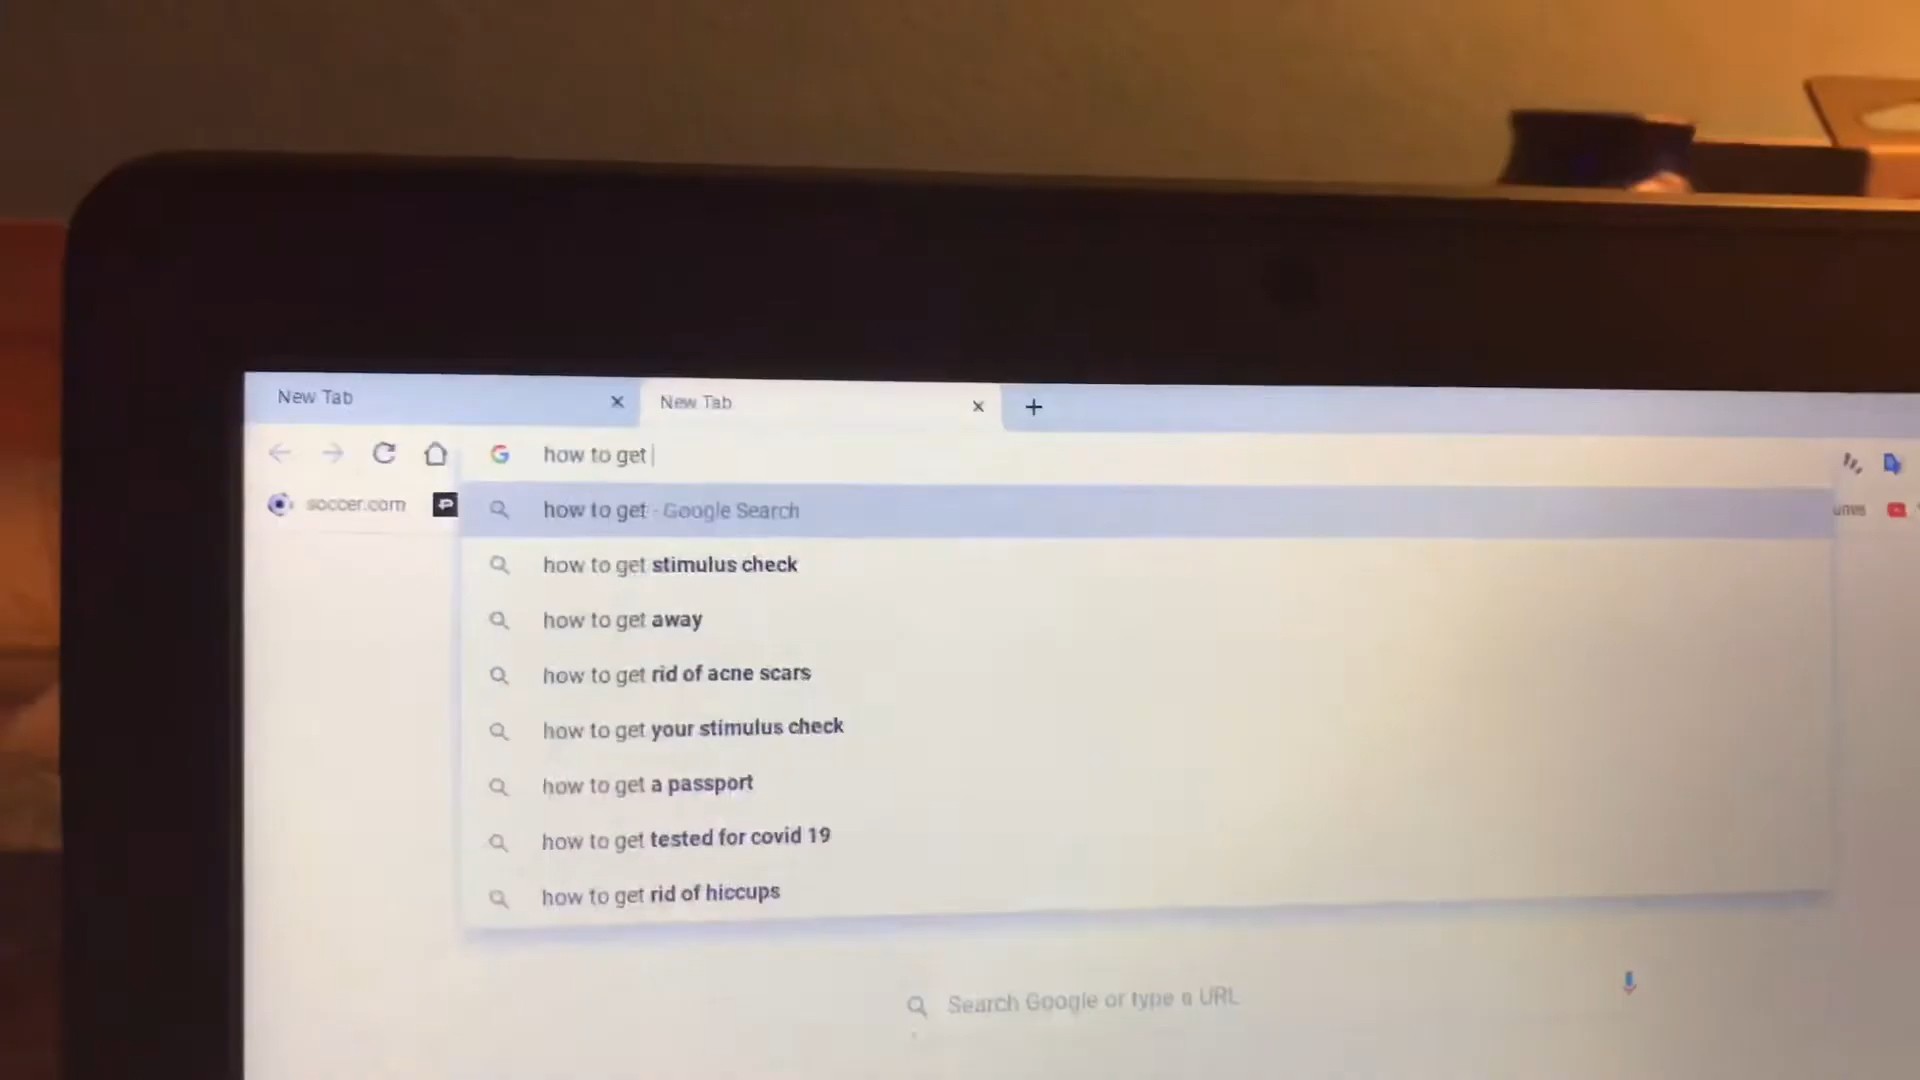 New Tab
New Tab
how to get
soccer.com
how to get - Google Search
how to get stimulus check
how to get away
how to get rid of acne scars
how to get your stimulus check
how to get a passport
how to get tested for covid 19
how to get rid of hiccups
Search Google or type a URL